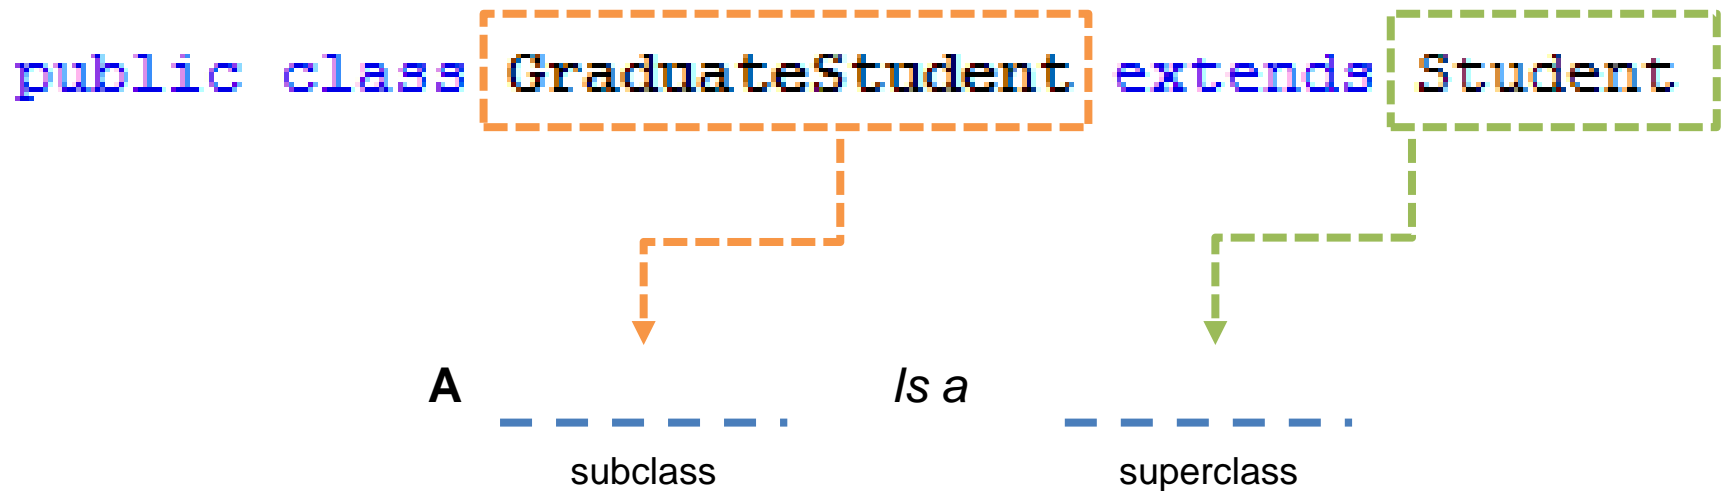 public class GraduateStudent extends Student
A Is a
subclass superclass